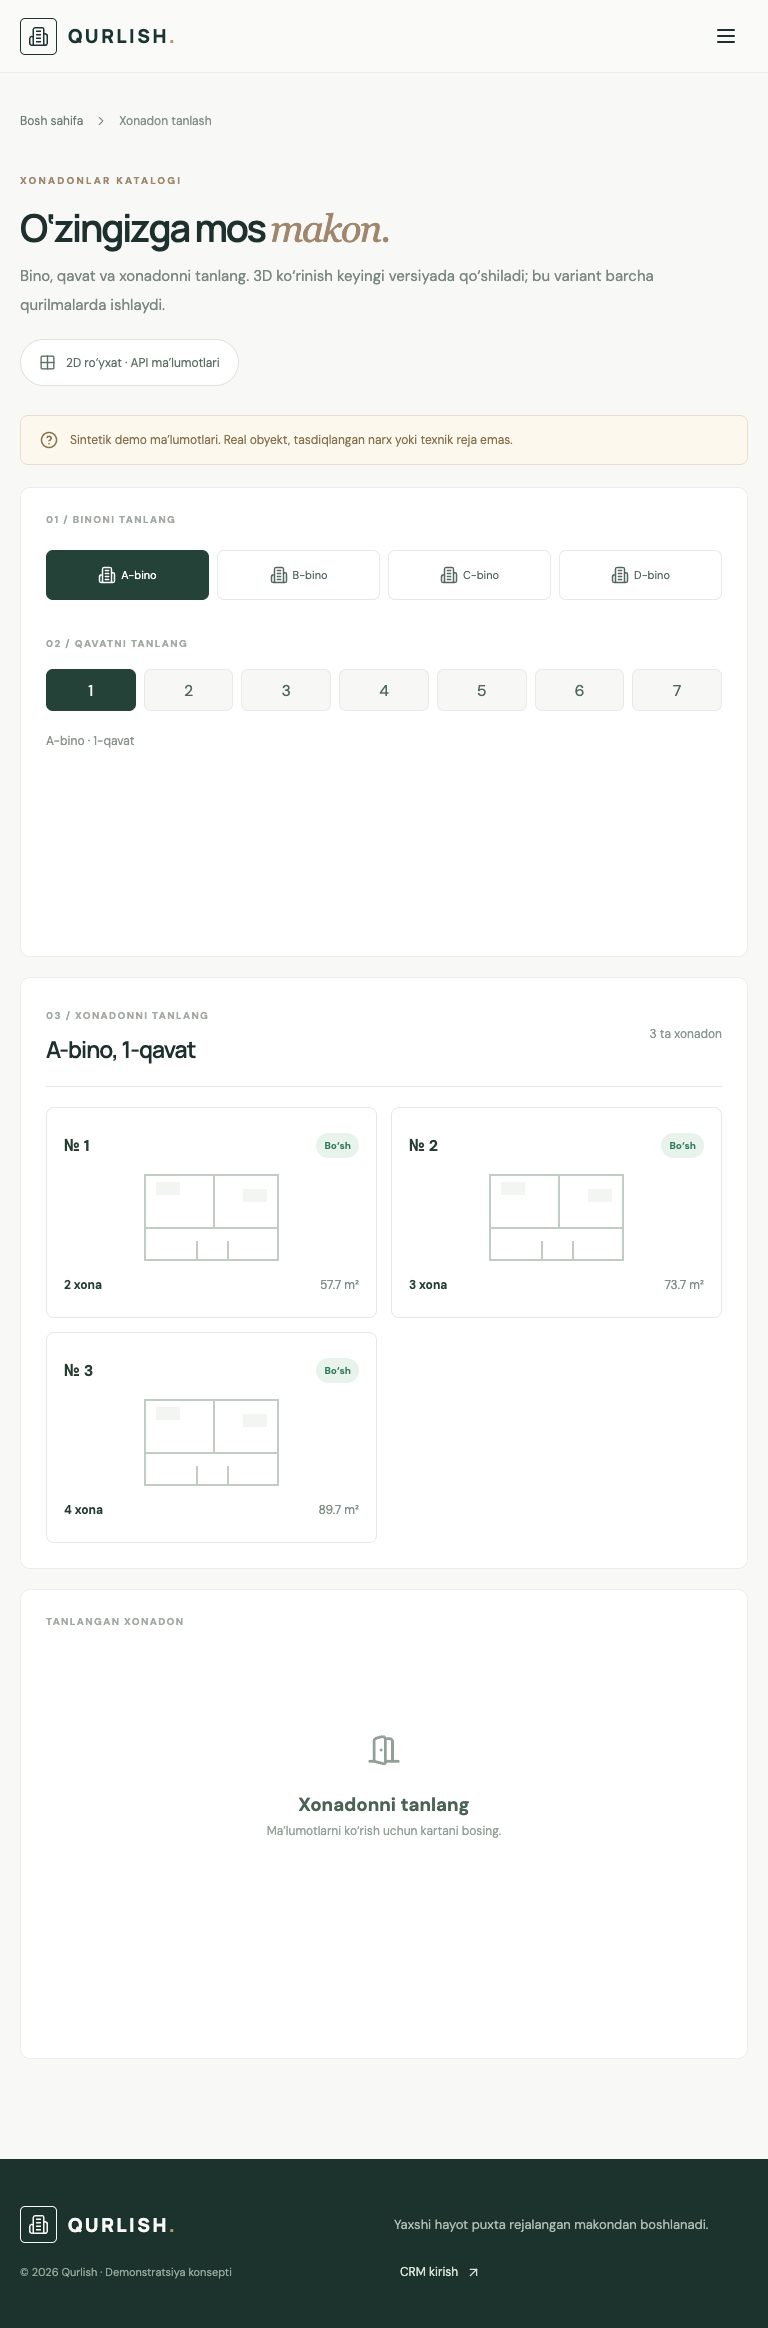 QURLISH.
Bosh sahifa > Xonadon tanlash
XONADONLAR KATALOGI
O‘zingizga mos makon.
Bino, qavat va xonadonni tanlang. 3D ko‘rinish keyingi versiyada qo‘shiladi; bu variant barcha
qurilmalarda ishlaydi.
2D ro‘yxat · API ma’lumotlari
Sintetik demo ma’lumotlari. Real obyekt, tasdiqlangan narx yoki texnik reja emas.
01 / BINONI TANLANG
A-bino B-bino C-bino D-bino
02 / QAVATNI TANLANG
1 2 3 4 5 6 7
A-bino · 1-qavat
03 / XONADONNI TANLANG
A-bino, 1-qavat
3 ta xonadon
№ 1 Bo‘sh
2 xona 57.7 m²
№ 2 Bo‘sh
3 xona 73.7 m²
№ 3 Bo‘sh
4 xona 89.7 m²
TANLANGAN XONADON
Xonadonni tanlang
Ma’lumotlarni ko‘rish uchun kartani bosing.
QURLISH.
Yaxshi hayot puxta rejalangan makondan boshlanadi.
© 2026 Qurlish · Demonstratsiya konsepti
CRM kirish